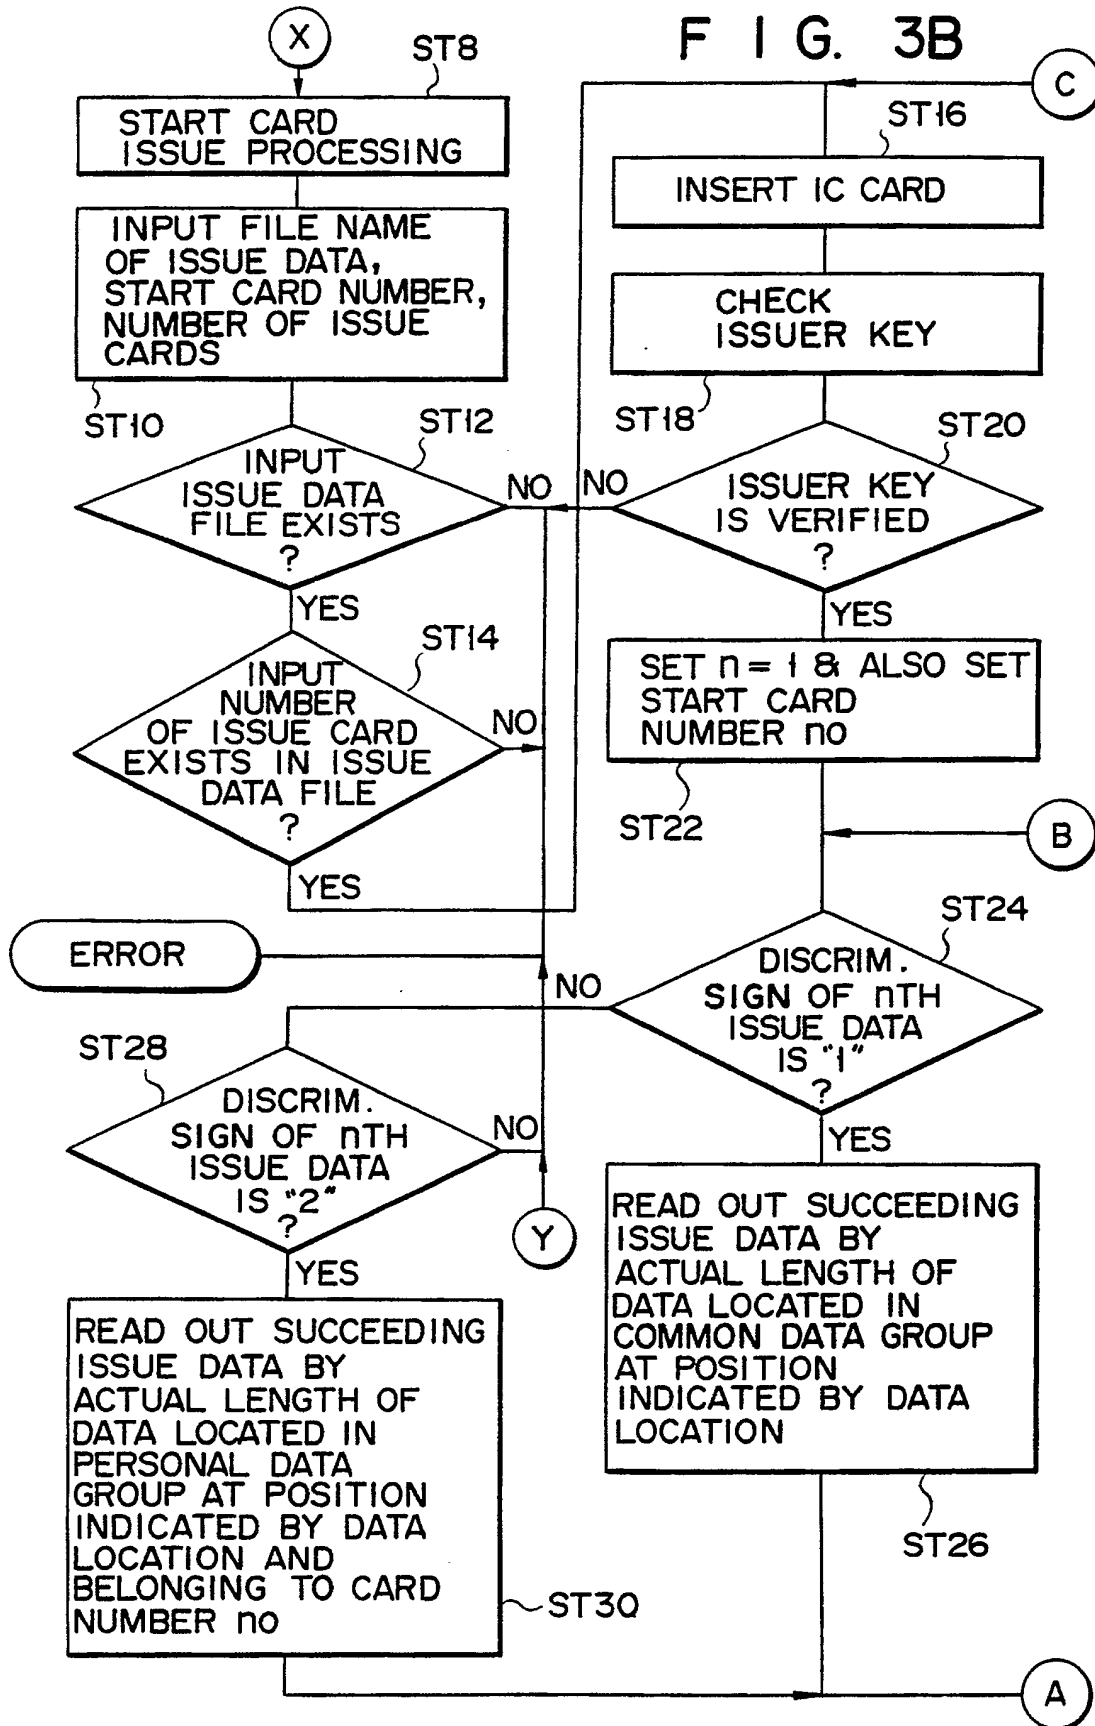 F I G. 3B
X
ST8
START CARD
ISSUE PROCESSING
INPUT FILE NAME
OF ISSUE DATA,
START CARD NUMBER,
NUMBER OF ISSUE
CARDS
ST10
ST12
INPUT
ISSUE DATA
FILE EXISTS
?
NO
YES
ST14
INPUT
NUMBER
OF ISSUE CARD
EXISTS IN ISSUE
DATA FILE
?
NO
YES
ERROR
C
ST16
INSERT IC CARD
CHECK
ISSUER KEY
ST18
ST20
NO
ISSUER KEY
IS VERIFIED
?
YES
SET n = 1 & ALSO SET
START CARD
NUMBER no
ST22
B
ST24
NO
DISCRIM.
SIGN OF nTH
ISSUE DATA
IS "1"
?
YES
ST28
DISCRIM.
SIGN OF nTH
ISSUE DATA
IS "2"
?
NO
YES
Y
READ OUT SUCCEEDING
ISSUE DATA BY
ACTUAL LENGTH OF
DATA LOCATED IN
COMMON DATA GROUP
AT POSITION
INDICATED BY DATA
LOCATION
ST26
READ OUT SUCCEEDING
ISSUE DATA BY
ACTUAL LENGTH OF
DATA LOCATED IN
PERSONAL DATA
GROUP AT POSITION
INDICATED BY DATA
LOCATION AND
BELONGING TO CARD
NUMBER no
ST30
A